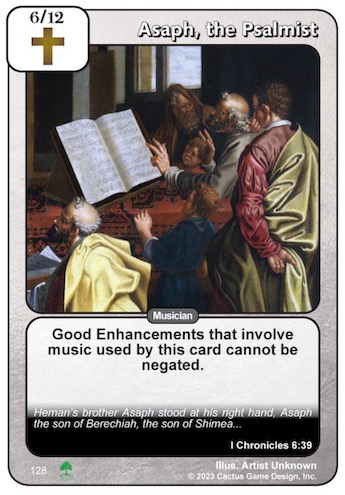 6/12
Asaph, the Psalmist
Musician
Good Enhancements that involve
music used by this card cannot be
negated.
Heman's brother Asaph stood at his right hand, Asaph
the son of Berechiah, the son of Shimea...
I Chronicles 6:39
Illus. Artist Unknown
128
© 2023 Cactus Game Design, Inc.